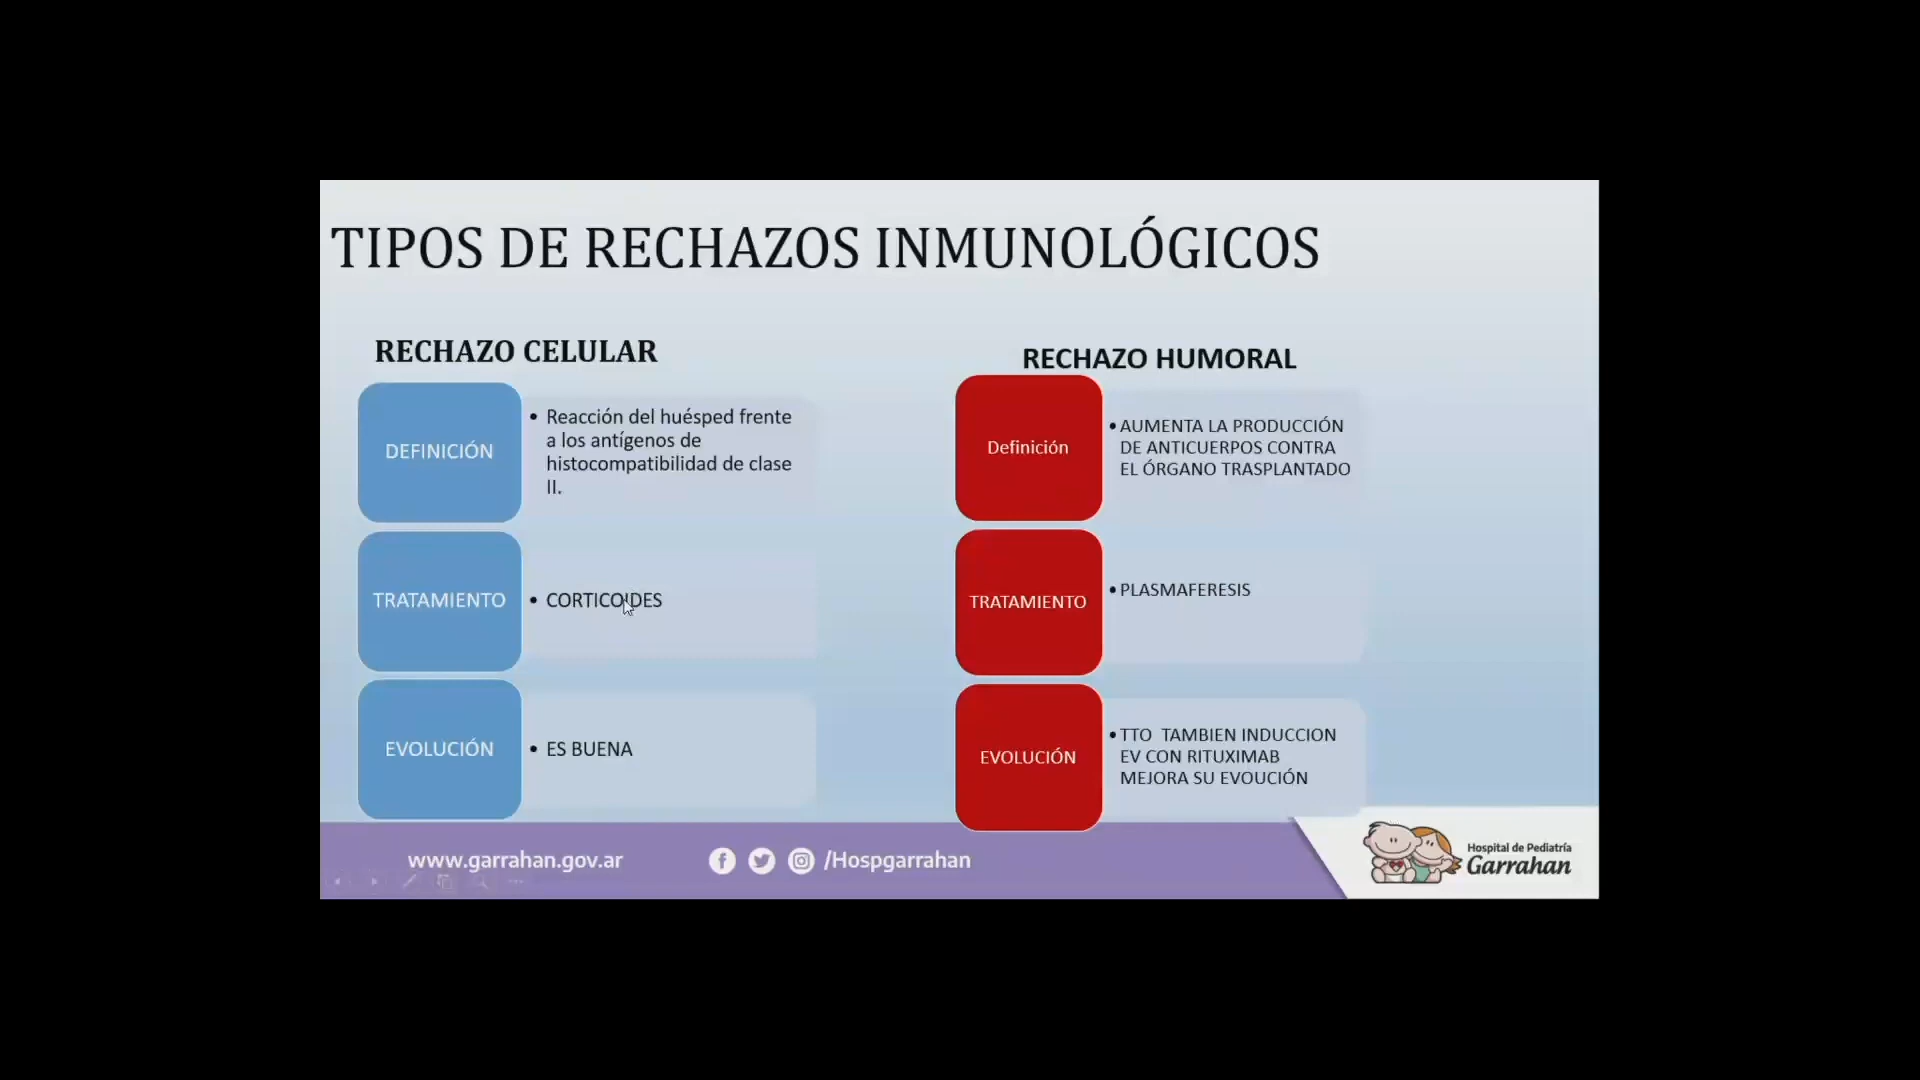 TIPOS DE RECHAZOS INMUNOLÓGICOS
RECHAZO CELULAR
DEFINICIÓN
• Reacción del huésped frente
a los antígenos de
histocompatibilidad de clase
II.
TRATAMIENTO
• CORTICOIDES
EVOLUCIÓN
• ES BUENA
RECHAZO HUMORAL
Definición
• AUMENTA LA PRODUCCIÓN
DE ANTICUERPOS CONTRA
EL ÓRGANO TRASPLANTADO
TRATAMIENTO
• PLASMAFERESIS
EVOLUCIÓN
• TTO TAMBIEN INDUCCION
EV CON RITUXIMAB
MEJORA SU EVOUCIÓN
www.garrahan.gov.ar
/Hospgarrahan
Hospital de Pediatría
Garrahan